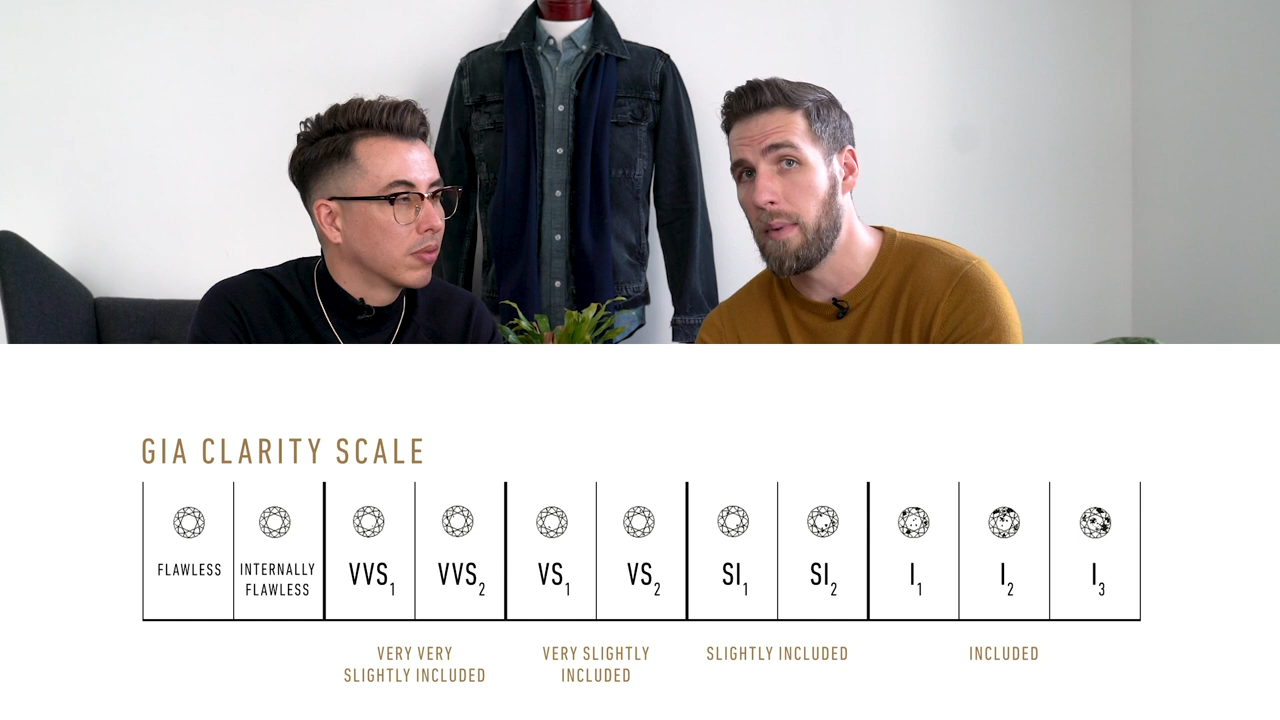 GIA CLARITY SCALE
FLAWLESS
INTERNALLY
FLAWLESS
VVS1
VVS2
VS1
VS2
SI1
SI2
I1
I2
I3
VERY VERY
SLIGHTLY INCLUDED
VERY SLIGHTLY
INCLUDED
SLIGHTLY INCLUDED
INCLUDED